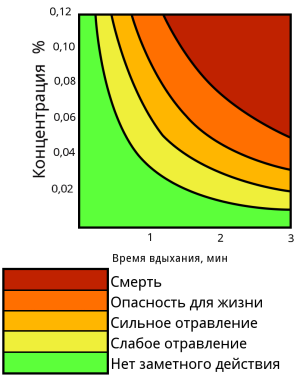 0,12
0,10
0,08
0,06
0,04
0,02
Концентрация %
1 2 3
Время вдыхания, мин
Смерть
Опасность для жизни
Сильное отравление
Слабое отравление
Нет заметного действия